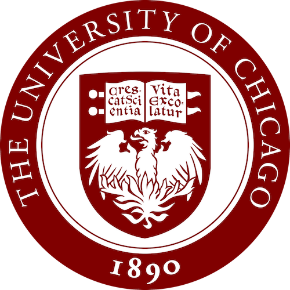 THE UNIVERSITY OF CHICAGO
Cres
catSci
entia
Vita
Exco
latur
1890